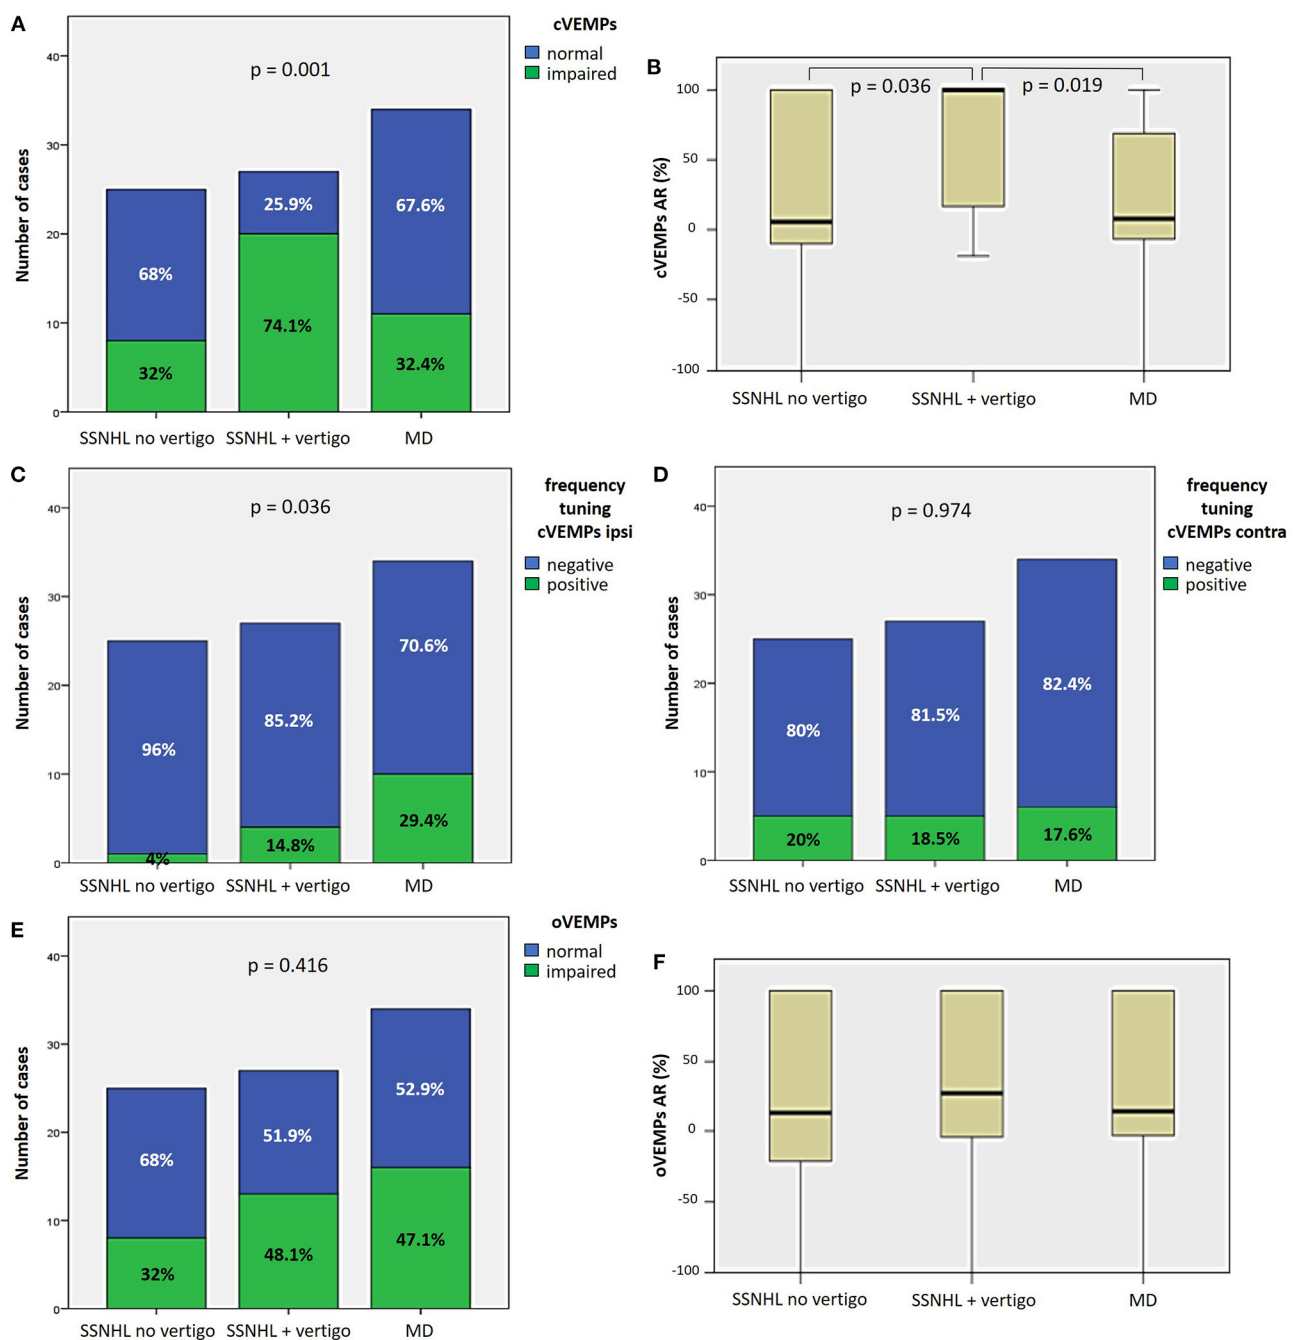 A
cVEMPs
normal
impaired
p = 0.001
40
30
20
10
0
Number of cases
68%
32%
25.9%
74.1%
67.6%
32.4%
SSNHL no vertigo
SSNHL + vertigo
MD
B
p = 0.036
p = 0.019
100
50
0
-50
-100
cVEMPs AR (%)
SSNHL no vertigo
SSNHL + vertigo
MD
C
frequency
tuning
cVEMPs ipsi
negative
positive
p = 0.036
40
30
20
10
0
Number of cases
96%
4%
85.2%
14.8%
70.6%
29.4%
SSNHL no vertigo
SSNHL + vertigo
MD
D
frequency
tuning
cVEMPs contra
negative
positive
p = 0.974
40
30
20
10
0
Number of cases
80%
20%
81.5%
18.5%
82.4%
17.6%
SSNHL no vertigo
SSNHL + vertigo
MD
E
oVEMPs
normal
impaired
p = 0.416
40
30
20
10
0
Number of cases
68%
32%
51.9%
48.1%
52.9%
47.1%
SSNHL no vertigo
SSNHL + vertigo
MD
F
100
50
0
-50
-100
oVEMPs AR (%)
SSNHL no vertigo
SSNHL + vertigo
MD